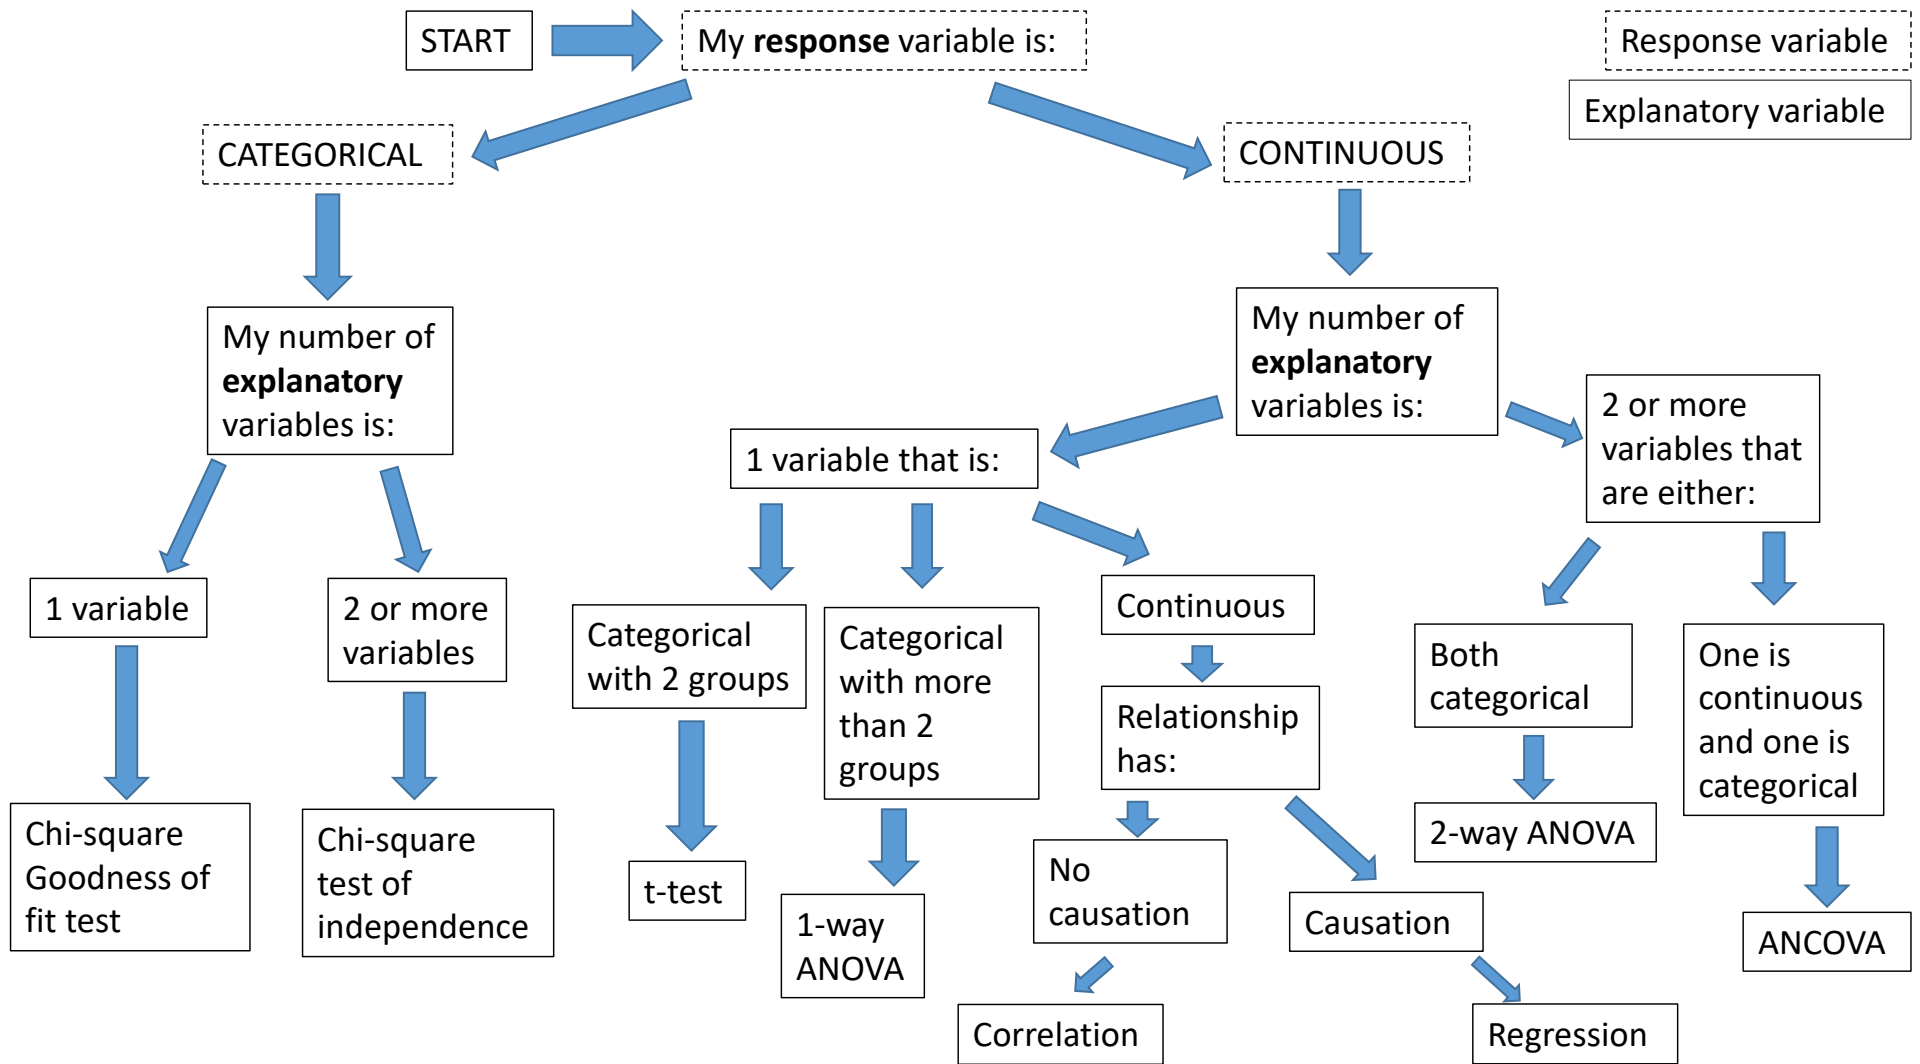 START
My response variable is:
Response variable
Explanatory variable
CATEGORICAL
CONTINUOUS
My number of
explanatory
variables is:
My number of
explanatory
variables is:
1 variable that is:
2 or more
variables that
are either:
1 variable
2 or more
variables
Categorical
with 2 groups
Categorical
with more
than 2
groups
Continuous
Relationship
has:
Both
categorical
One is
continuous
and one is
categorical
Chi-square
Goodness of
fit test
Chi-square
test of
independence
t-test
1-way
ANOVA
No
causation
Causation
2-way ANOVA
ANCOVA
Correlation
Regression